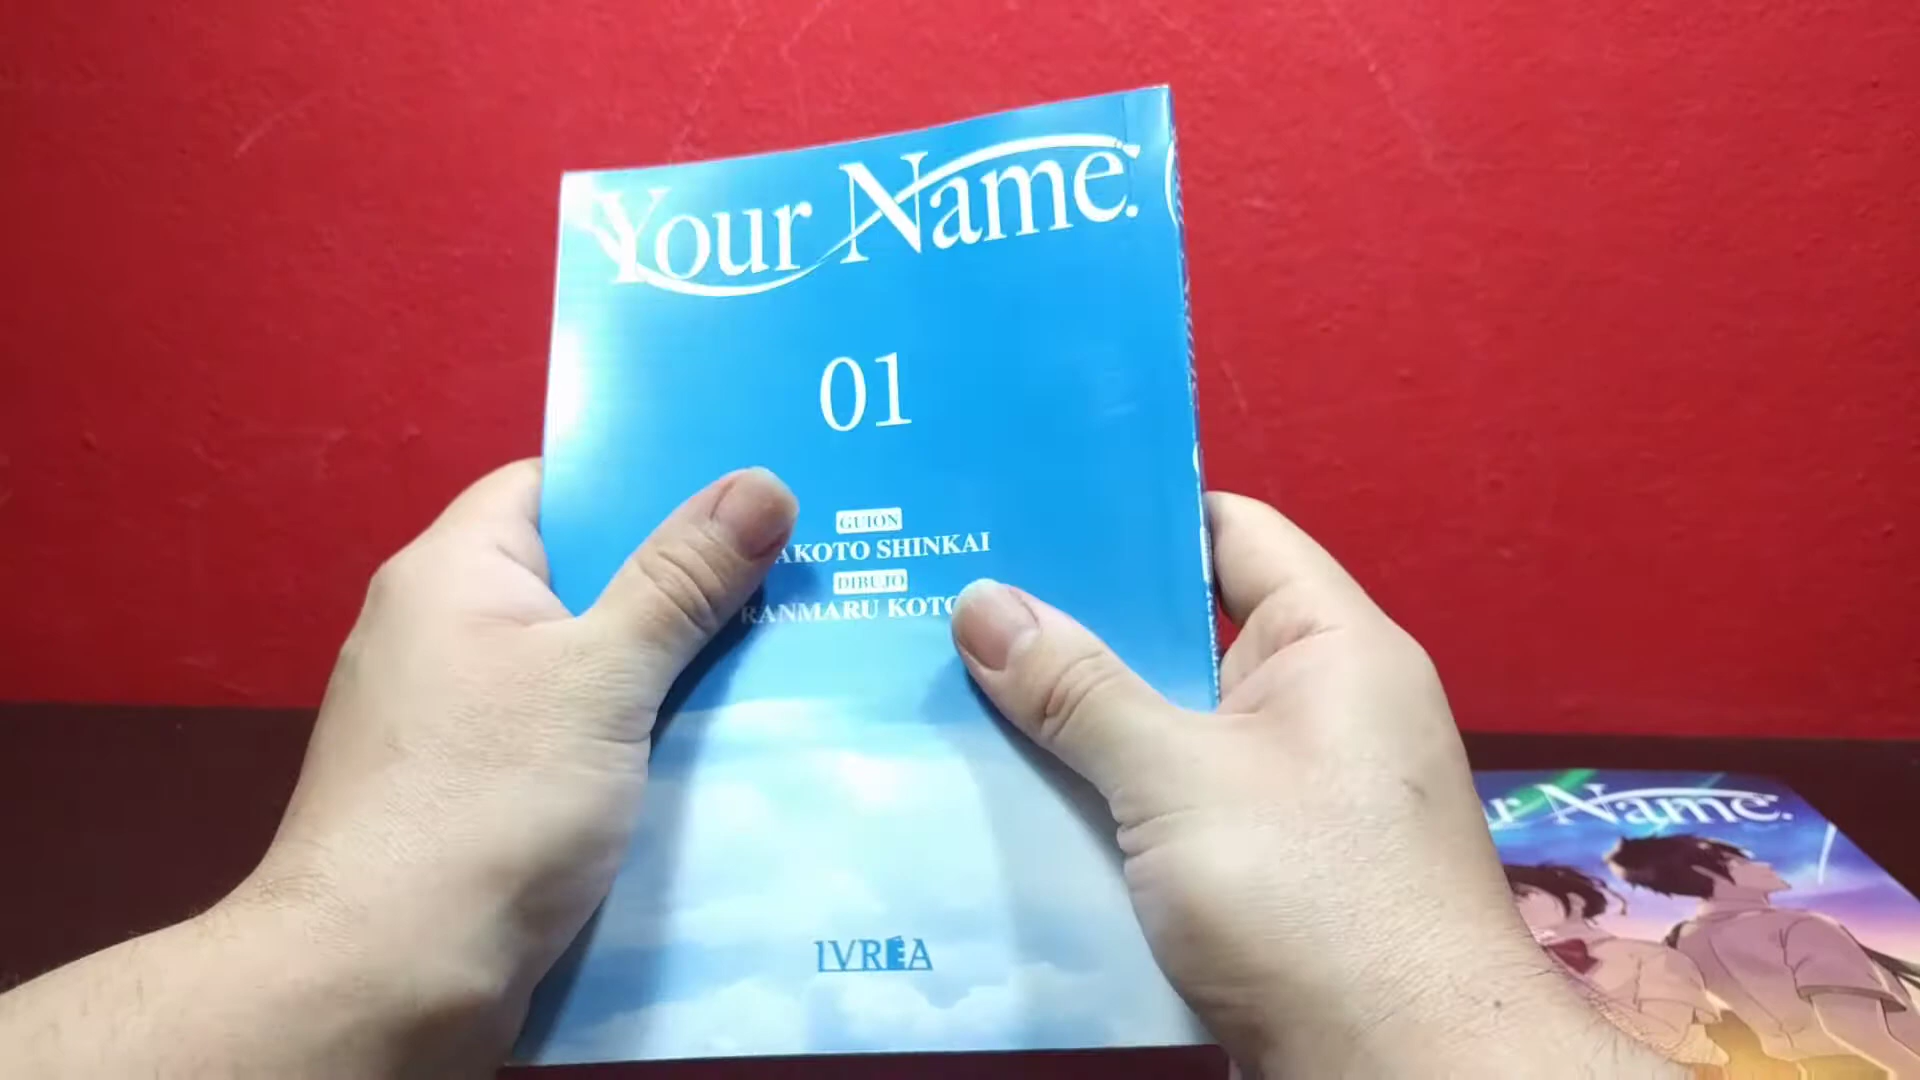 Your Name.
01
GUION
AKOTO SHINKAI
DIBUJO
RANMARU KOTO
IVREA
r Name.